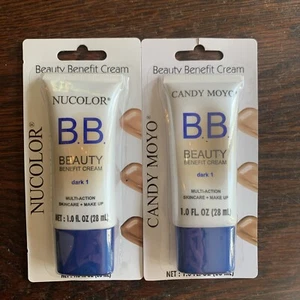 Beauty Benefit Cream
NUCOLOR®
NUCOLOR®
B.B.
BEAUTY
BENEFIT CREAM
dark 1
MULTI-ACTION
SKINCARE + MAKE UP
NET : 1.0 fl. OZ (28 mL)
Beauty Benefit Cream
CANDY MOYO®
CANDY MOYO®
B.B.
BEAUTY
BENEFIT CREAM
dark 1
MULTI-ACTION
SKINCARE + MAKE UP
1.0 FL. OZ (28 mL)